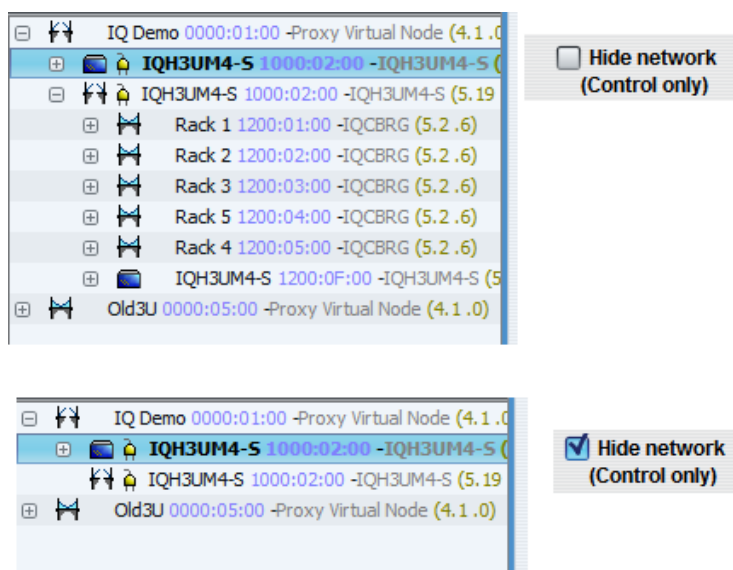 IQ Demo 0000:01:00 -Proxy Virtual Node (4.1.0
IQH3UM4-S 1000:02:00 -IQH3UM4-S (
IQH3UM4-S 1000:02:00 -IQH3UM4-S (5.19
Rack 1 1200:01:00 -IQCBRG (5.2.6)
Rack 2 1200:02:00 -IQCBRG (5.2.6)
Rack 3 1200:03:00 -IQCBRG (5.2.6)
Rack 5 1200:04:00 -IQCBRG (5.2.6)
Rack 4 1200:05:00 -IQCBRG (5.2.6)
IQH3UM4-S 1200:0F:00 -IQH3UM4-S (5
Old3U 0000:05:00 -Proxy Virtual Node (4.1.0)
Hide network
(Control only)
IQ Demo 0000:01:00 -Proxy Virtual Node (4.1.0
IQH3UM4-S 1000:02:00 -IQH3UM4-S (
IQH3UM4-S 1000:02:00 -IQH3UM4-S (5.19
Old3U 0000:05:00 -Proxy Virtual Node (4.1.0)
Hide network
(Control only)